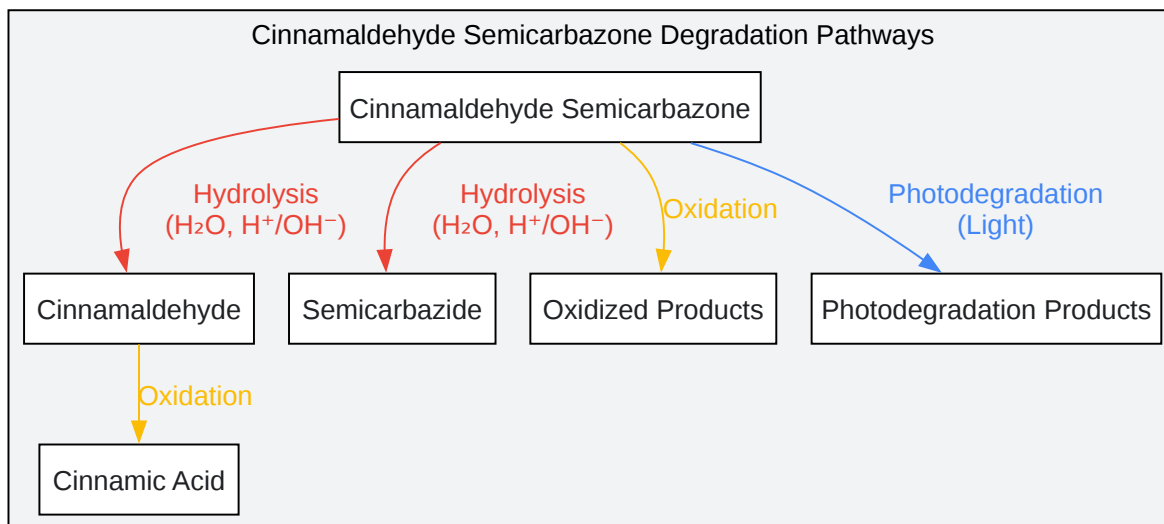 Cinnamaldehyde Semicarbazone Degradation Pathways
Cinnamaldehyde Semicarbazone
Hydrolysis
(H₂O, H⁺/OH⁻)
Hydrolysis
(H₂O, H⁺/OH⁻)
Oxidation
Photodegradation
(Light)
Cinnamaldehyde
Semicarbazide
Oxidized Products
Photodegradation Products
Oxidation
Cinnamic Acid